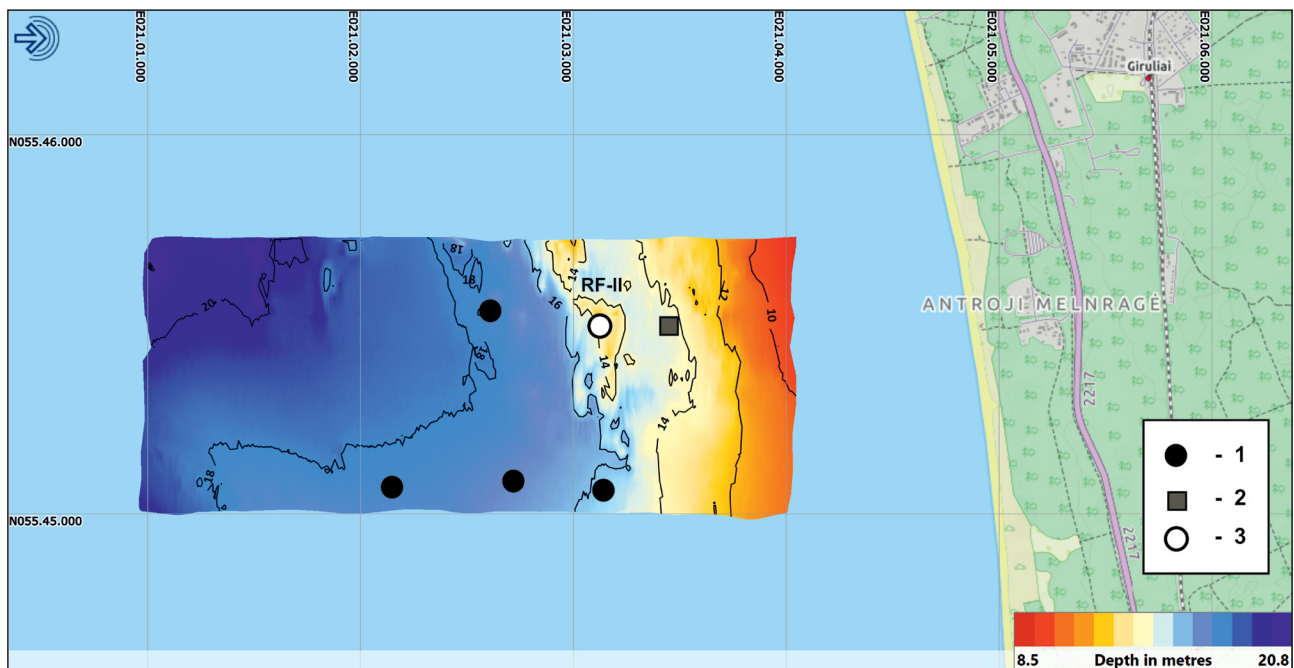 E021.01.000
E021.02.000
E021.03.000
E021.04.000
E021.05.000
E021.06.000
Giruliai
N055.46.000
18
18
20
14
RF-II
16
12
10
ANTROJI MELNRAGĖ
18
14
2217
14
18
N055.45.000
- 1
- 2
- 3
2217
8.5 Depth in metres 20.8